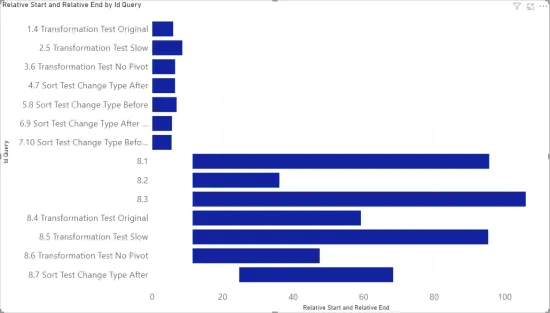 Relative Start and Relative End by Id Query
1.4 Transformation Test Original
2.5 Transformation Test Slow
3.6 Transformation Test No Pivot
4.7 Sort Test Change Type After
5.8 Sort Test Change Type Before
6.9 Sort Test Change Type After ...
7.10 Sort Test Change Type Befo...
8.1
8.2
8.3
8.4 Transformation Test Original
8.5 Transformation Test Slow
8.6 Transformation Test No Pivot
8.7 Sort Test Change Type After
Id Query
0 20 40 60 80 100
Relative Start and Relative End